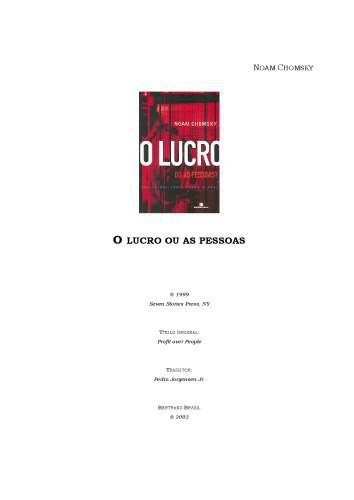 NOAM CHOMSKY
NOAM CHOMSKY
O LUCRO
OU AS PESSOAS?
O LUCRO OU AS PESSOAS
© 1999
Seven Stories Press, NY
TÍTULO ORIGINAL:
Profit over People
TRADUTOR:
Pedro Jorgensen Jr.
BERTRAND BRASIL
© 2002